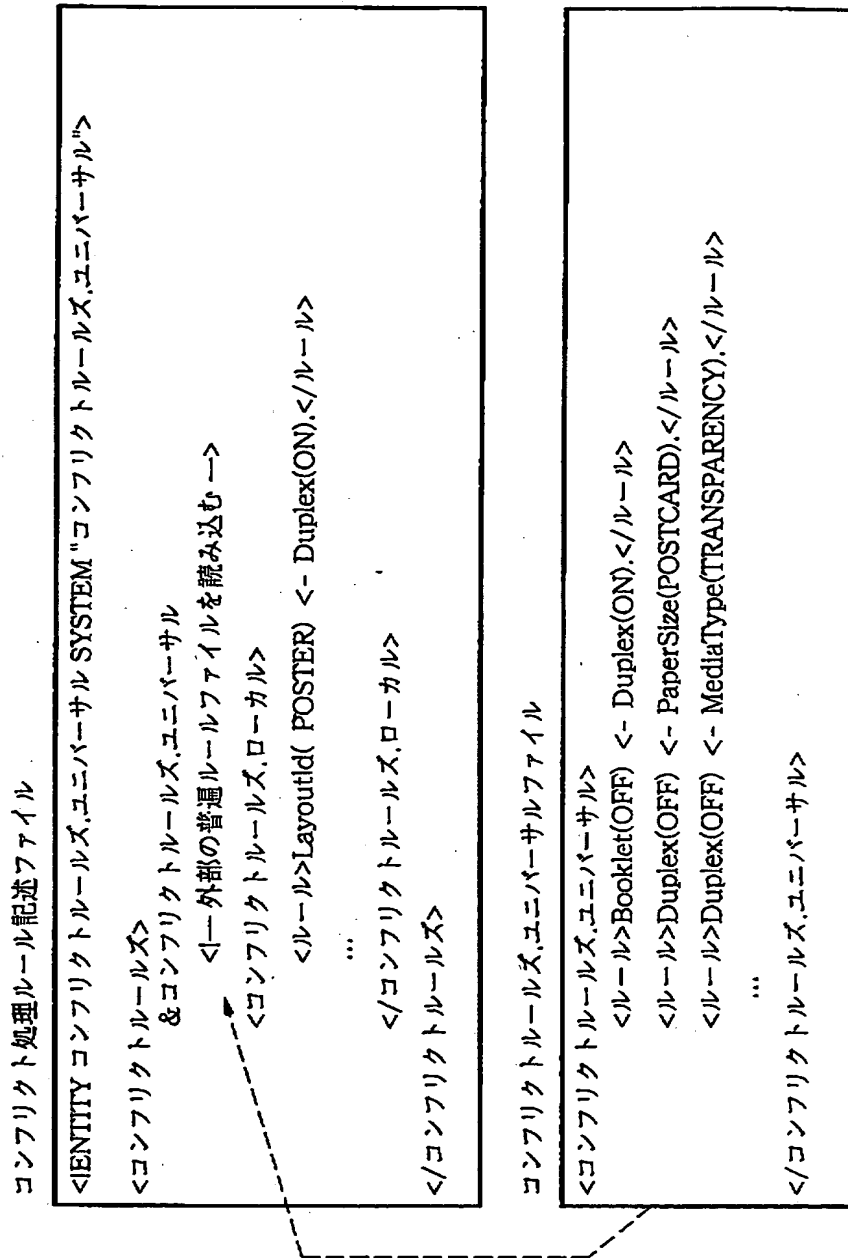 コンフリクト処理ルール記述ファイル
<!ENTITY コンフリクトルールズ.ユニバーサル SYSTEM "コンフリクトルールズ.ユニバーサル">
<コンフリクトルールズ>
&コンフリクトルールズ.ユニバーサル
<!ー 外部の普遍ルールファイルを読み込む ー>
<コンフリクトルールズ.ローカル>
<ルール>LayoutId( POSTER) <- Duplex(ON).</ルール>
...
</コンフリクトルールズ.ローカル>
</コンフリクトルールズ>
コンフリクトルールズ.ユニバーサルファイル
<コンフリクトルールズ.ユニバーサル>
<ルール>Booklet(OFF) <- Duplex(ON).</ルール>
<ルール>Duplex(OFF) <- PaperSize(POSTCARD).</ルール>
<ルール>Duplex(OFF) <- MediaType(TRANSPARENCY).</ルール>
...
</コンフリクトルールズ.ユニバーサル>